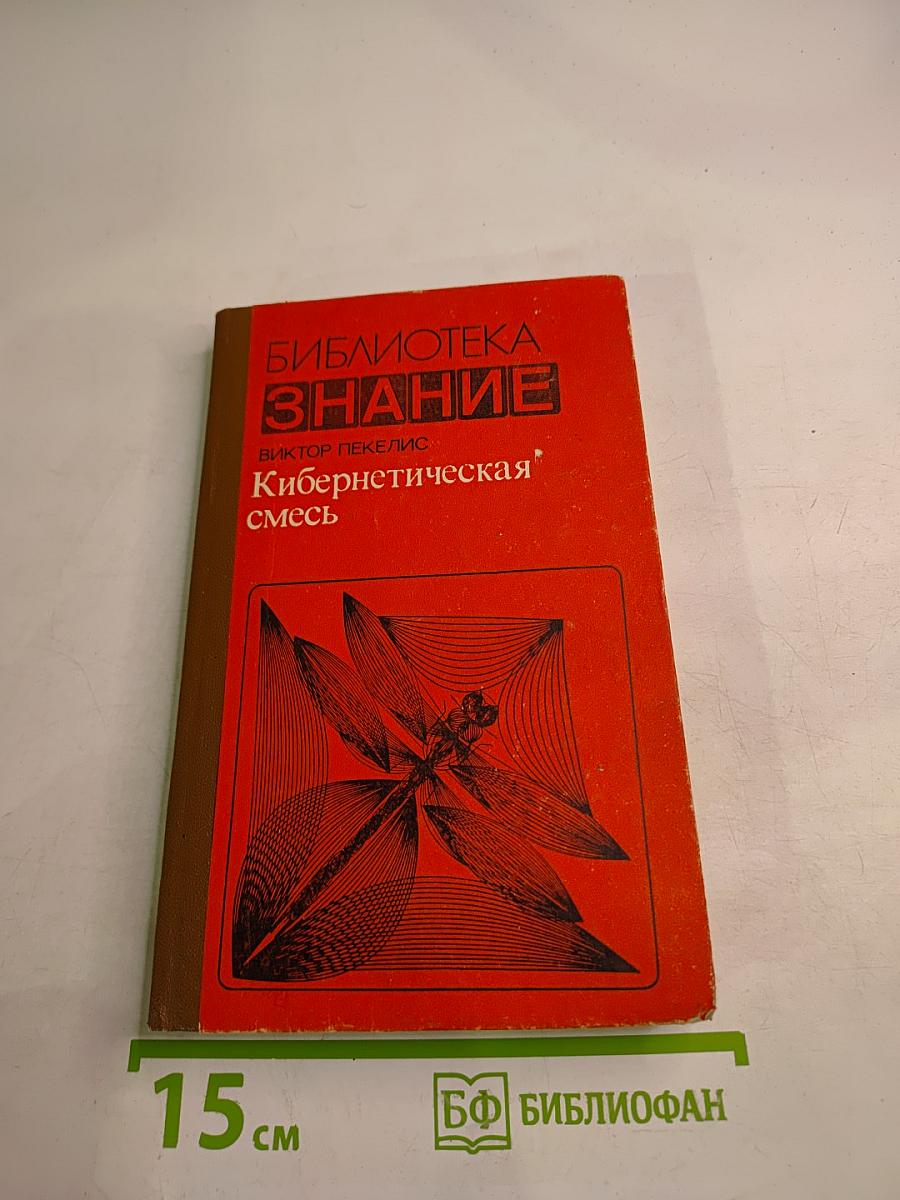 БИБЛИОТЕКА
ЗНАНИЕ
ВИКТОР ПЕКЕЛИС
Кибернетическая
смесь
15 см
БФ БИБЛИОФАН